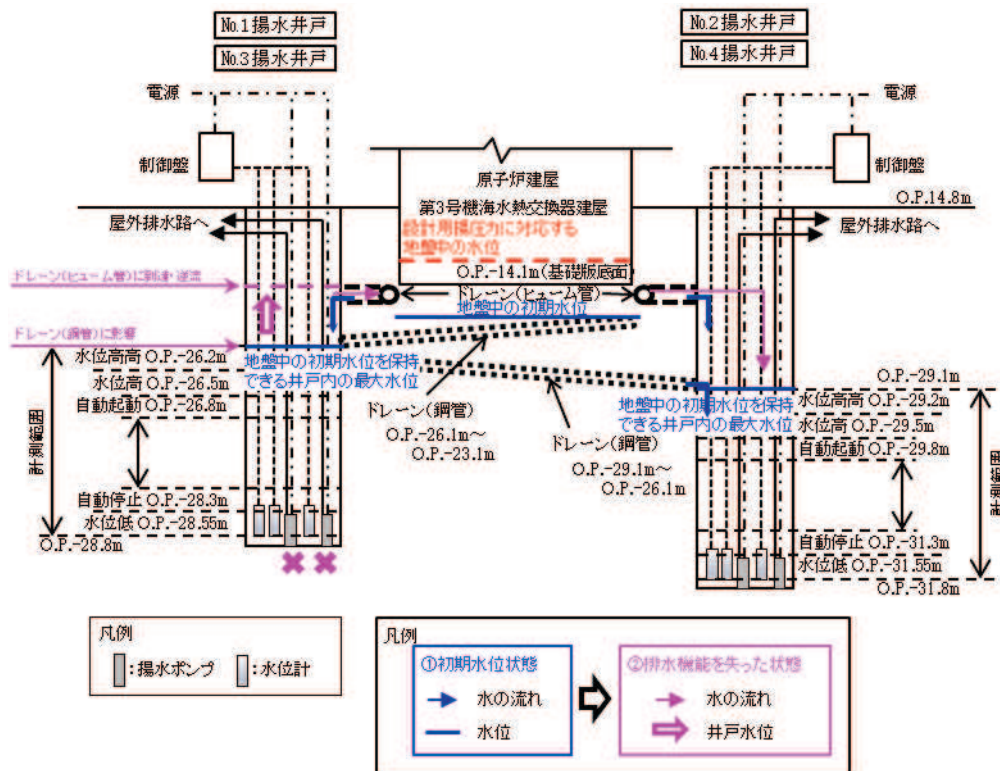 No.1揚水井戸
No.3揚水井戸
No.2揚水井戸
No.4揚水井戸
電源
電源
制御盤
制御盤
原子炉建屋
第3号機海水熱交換器建屋
設計用揚圧力に対応する
地盤中の水位
O.P.14.8m
屋外排水路へ
屋外排水路へ
O.P.-14.1m(基礎版底面)
ドレーン(ヒューム管)に到達・逆流
ドレーン(ヒューム管)
地盤中の初期水位
ドレーン(鋼管)に影響
水位高高 O.P.-26.2m
水位高 O.P.-26.5m
自動起動 O.P.-26.8m
計測範囲
自動停止 O.P.-28.3m
水位低 O.P.-28.55m
O.P.-28.8m
地盤中の初期水位を保持
できる井戸内の最大水位
ドレーン(鋼管)
O.P.-26.1m～
O.P.-23.1m
ドレーン(鋼管)
O.P.-29.1m～
O.P.-26.1m
地盤中の初期水位を保持
できる井戸内の最大水位
O.P.-29.1m
水位高高 O.P.-29.2m
水位高 O.P.-29.5m
自動起動 O.P.-29.8m
計測範囲
自動停止 O.P.-31.3m
水位低 O.P.-31.55m
O.P.-31.8m
凡例
:揚水ポンプ
:水位計
凡例
①初期水位状態
水の流れ
水位
②排水機能を失った状態
水の流れ
井戸水位